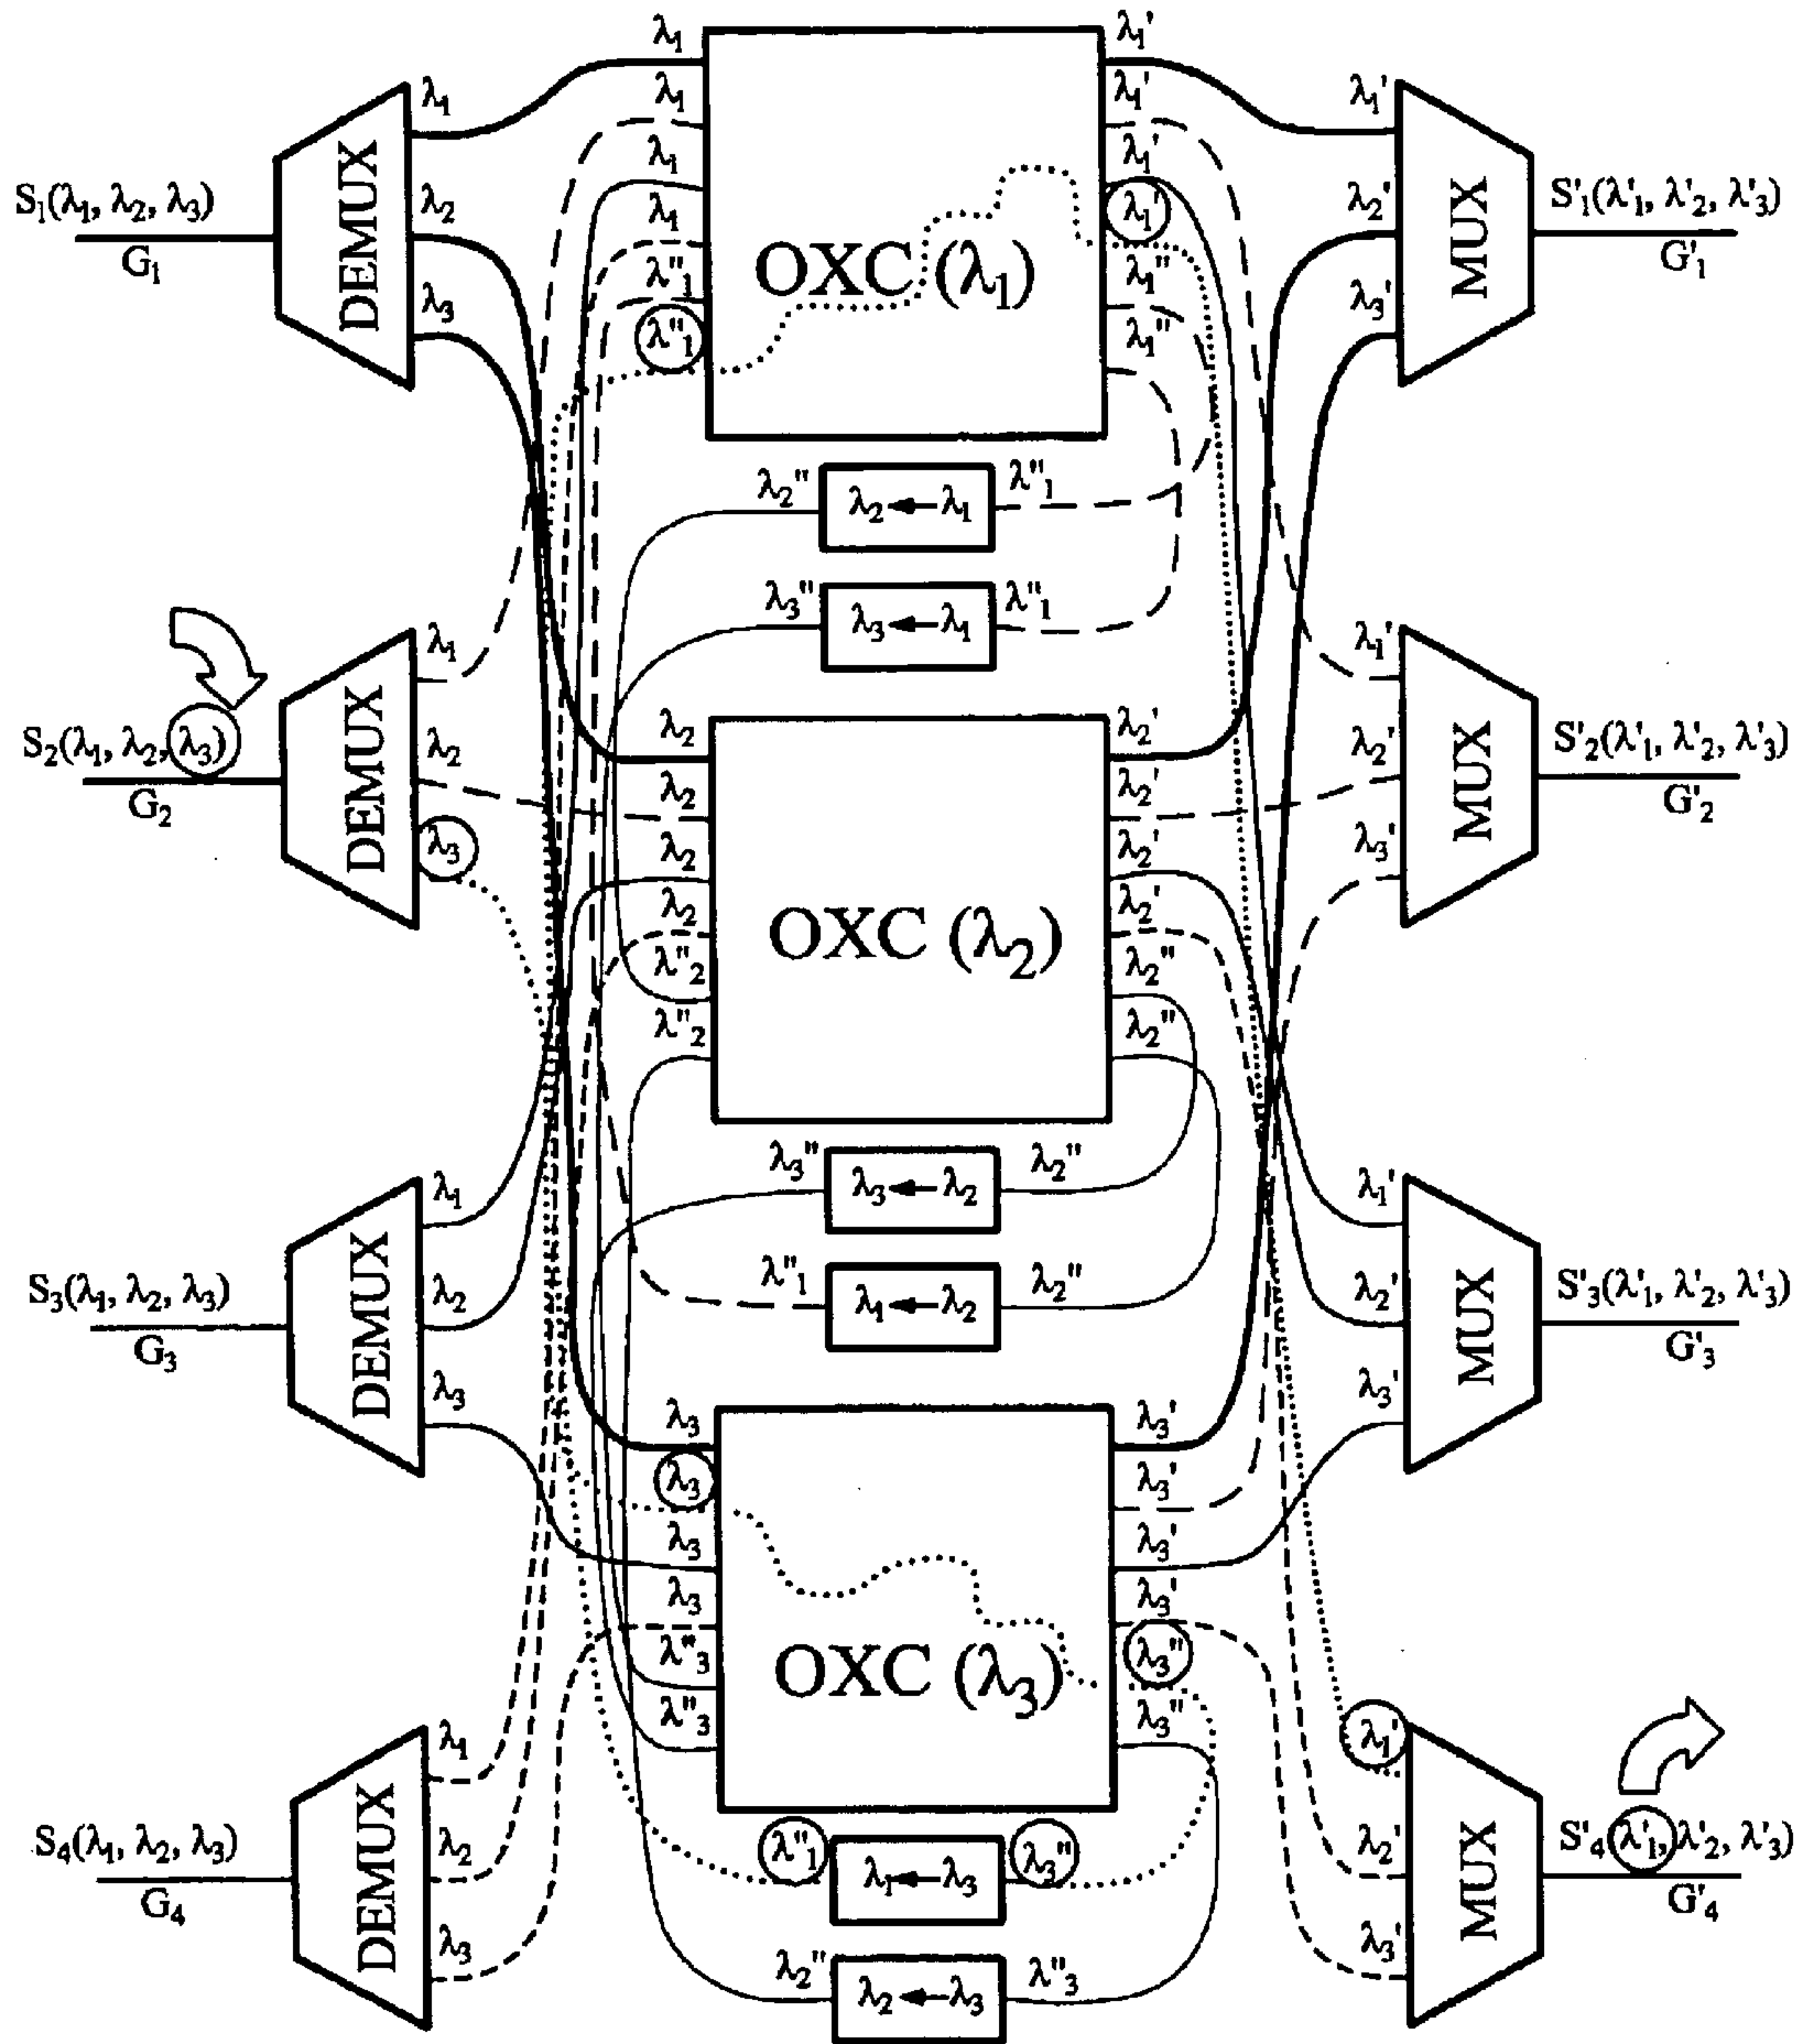 λ₁
λ₁
λ₁
λ₁
λ"₁
λ"₁
OXC (λ₁)
λ₁'
λ₁'
λ₁'
λ₁'
λ₁"
λ₁"
S₁(λ₁, λ₂, λ₃)
G₁
DEMUX
λ₁
λ₂
λ₃
λ₁'
λ₂'
λ₃'
MUX
S'₁(λ'₁, λ'₂, λ'₃)
G'₁
λ₂"
λ₂ ← λ₁
λ"₁
λ₃"
λ₃ ← λ₁
λ"₁
S₂(λ₁, λ₂, λ₃)
G₂
DEMUX
λ₁
λ₂
λ₃
λ₂
λ₂
λ₂
λ₂
λ"₂
λ"₂
OXC (λ₂)
λ₂'
λ₂'
λ₂'
λ₂'
λ₂"
λ₂"
λ₁'
λ₂'
λ₃'
MUX
S'₂(λ'₁, λ'₂, λ'₃)
G'₂
λ₃"
λ₃ ← λ₂
λ₂"
λ"₁
λ₁ ← λ₂
λ₂"
S₃(λ₁, λ₂, λ₃)
G₃
DEMUX
λ₁
λ₂
λ₃
λ₁'
λ₂'
λ₃'
MUX
S'₃(λ'₁, λ'₂, λ'₃)
G'₃
λ₃
λ₃
λ₃
λ₃
λ"₃
λ"₃
OXC (λ₃)
λ₃'
λ₃'
λ₃'
λ₃'
λ₃"
λ₃"
S₄(λ₁, λ₂, λ₃)
G₄
DEMUX
λ₁
λ₂
λ₃
λ"₁
λ₁ ← λ₃
λ₃"
λ₂"
λ₂ ← λ₃
λ"₃
λ₁'
λ₂'
λ₃'
MUX
S'₄(λ'₁, λ'₂, λ'₃)
G'₄